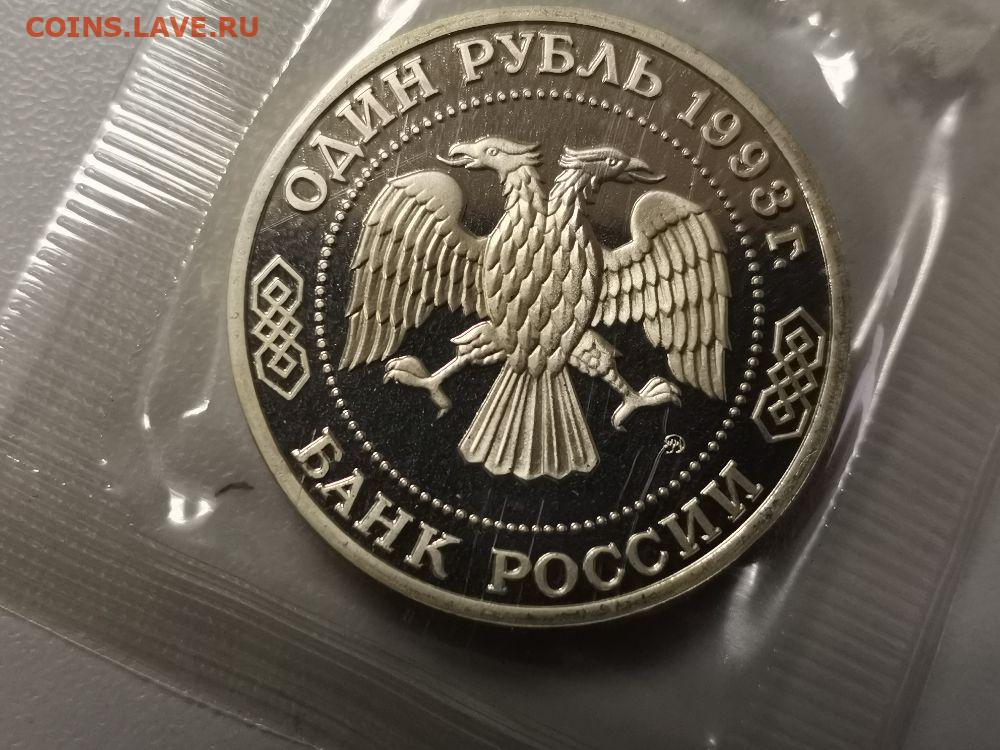 COINS.LAVE.RU
ОДИН РУБЛЬ 1993 г.
БАНК РОССИИ